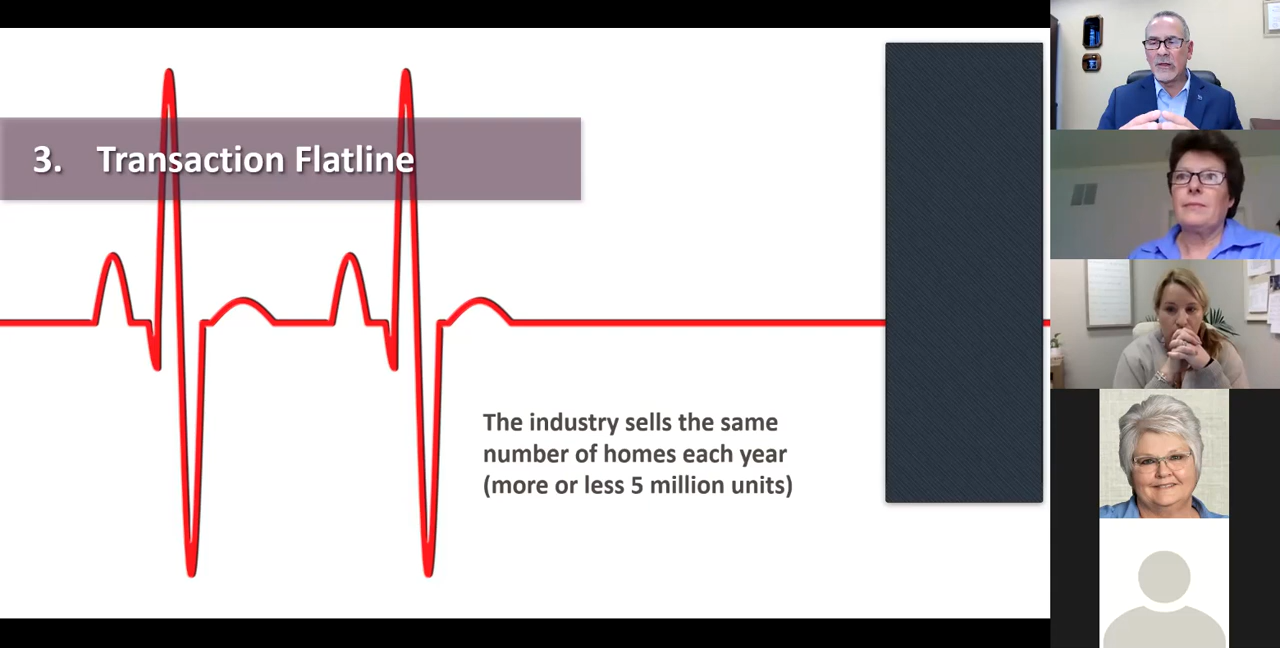 3. Transaction Flatline
The industry sells the same
number of homes each year
(more or less 5 million units)